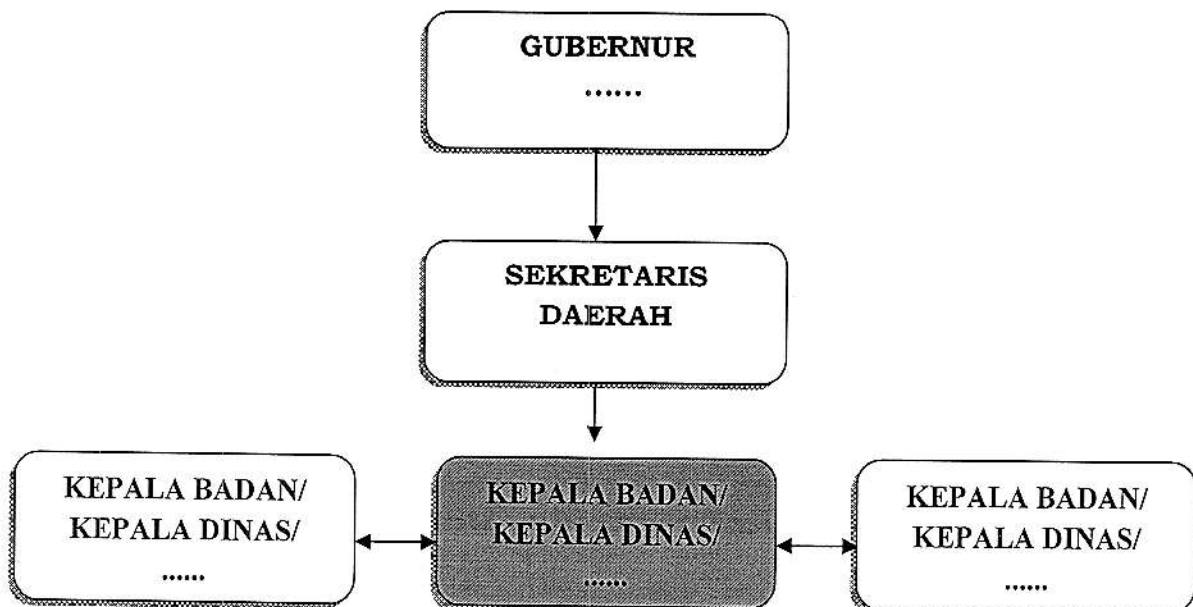 GUBERNUR
......
SEKRETARIS
DAERAH
KEPALA BADAN/
KEPALA DINAS/
......
KEPALA BADAN/
KEPALA DINAS/
......
KEPALA BADAN/
KEPALA DINAS/
......